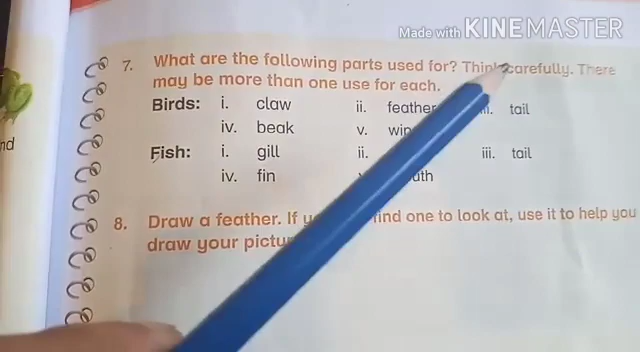 Made with KINEMASTER
nd
7. What are the following parts used for? Think carefully. There
may be more than one use for each.
Birds: i. claw ii. feather iii. tail
iv. beak v.
Fish: i. gill ii. iii. tail
iv. fin
8. Draw a feather. If find one to look at, use it to help you
draw your